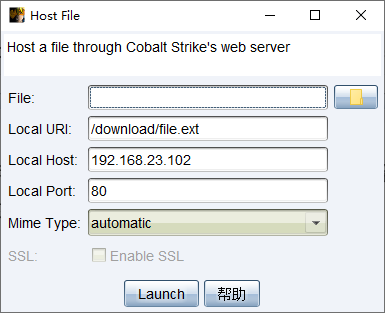 Host File
Host a file through Cobalt Strike's web server
File:
Local URI: /download/file.ext
Local Host: 192.168.23.102
Local Port: 80
Mime Type: automatic
SSL: Enable SSL
Launch 帮助